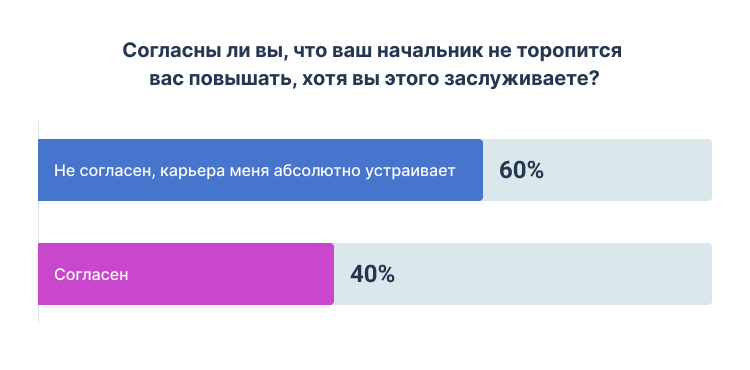 Согласны ли вы, что ваш начальник не торопится
вас повышать, хотя вы этого заслуживаете?
Не согласен, карьера меня абсолютно устраивает 60%
Согласен 40%